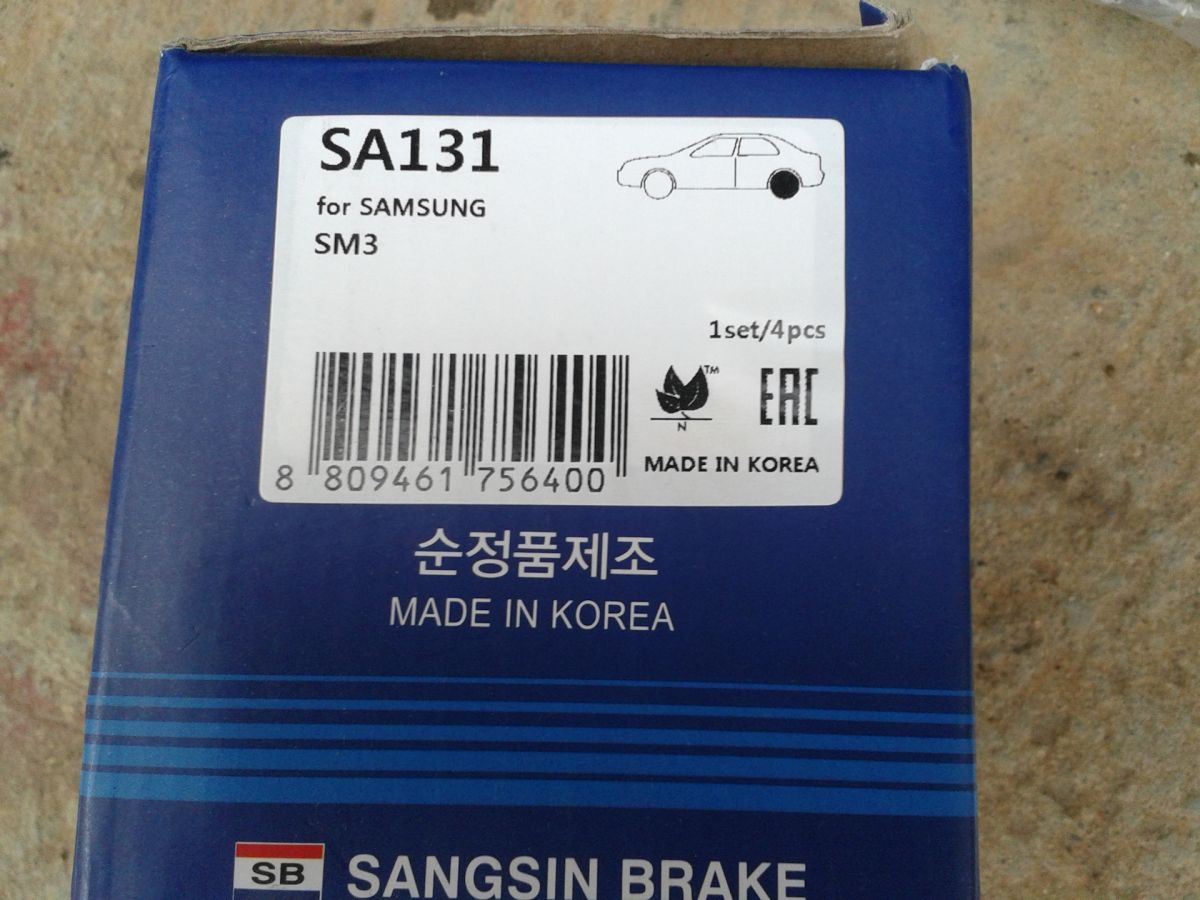 SA131
for SAMSUNG
SM3
1set/4pcs
TM
N
EAC
MADE IN KOREA
8 809461 756400
순정품제조
MADE IN KOREA
SB
SANGSIN BRAKE